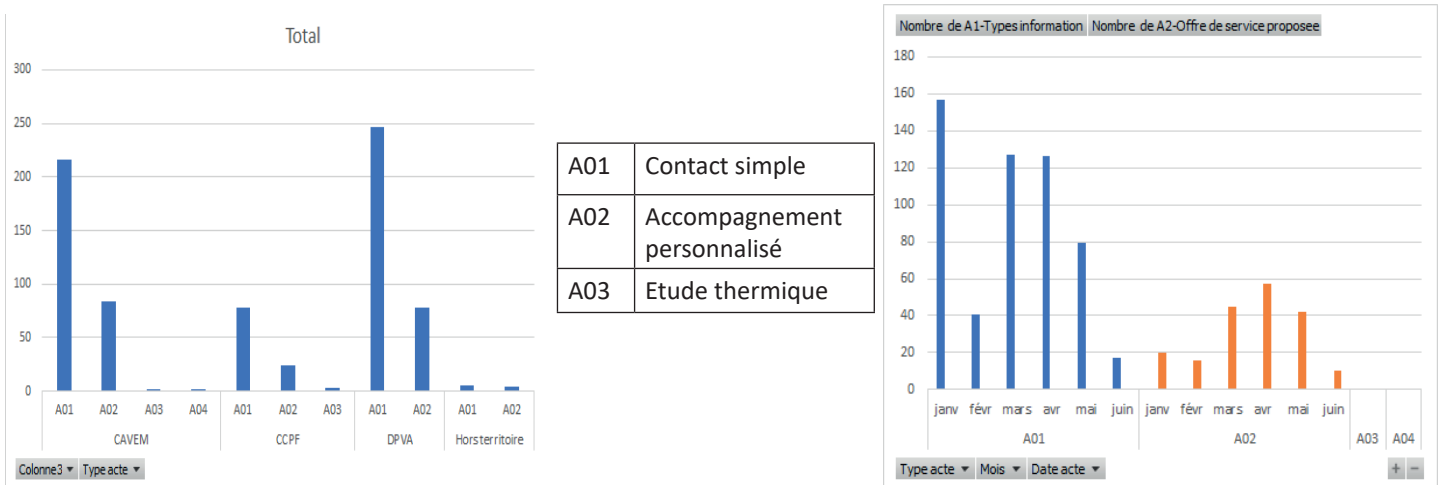 Total
300
250
200
150
100
50
0
A01 A02 A03 A04 A01 A02 A03 A01 A02 A01 A02
CAVEM CCPF DPVA Hors territoire
Colonne3 Type acte
A01 Contact simple
A02 Accompagnement
personnalisé
A03 Etude thermique
Nombre de A1-Types information Nombre de A2-Offre de service proposee
180
160
140
120
100
80
60
40
20
0
janv févr mars avr mai juin janv févr mars avr mai juin
A01 A02 A03 A04
Type acte Mois Date acte + −